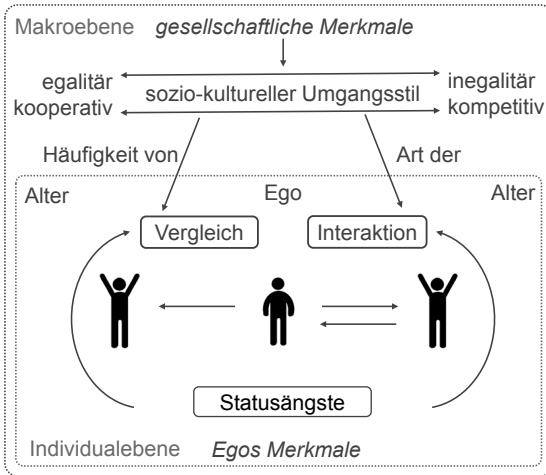 Makroebene gesellschaftliche Merkmale
egalitär
kooperativ
sozio-kultureller Umgangsstil
inegalitär
kompetitiv
Häufigkeit von
Art der
Alter
Ego
Alter
Vergleich
Interaktion
Statusängste
Individualebene Egos Merkmale